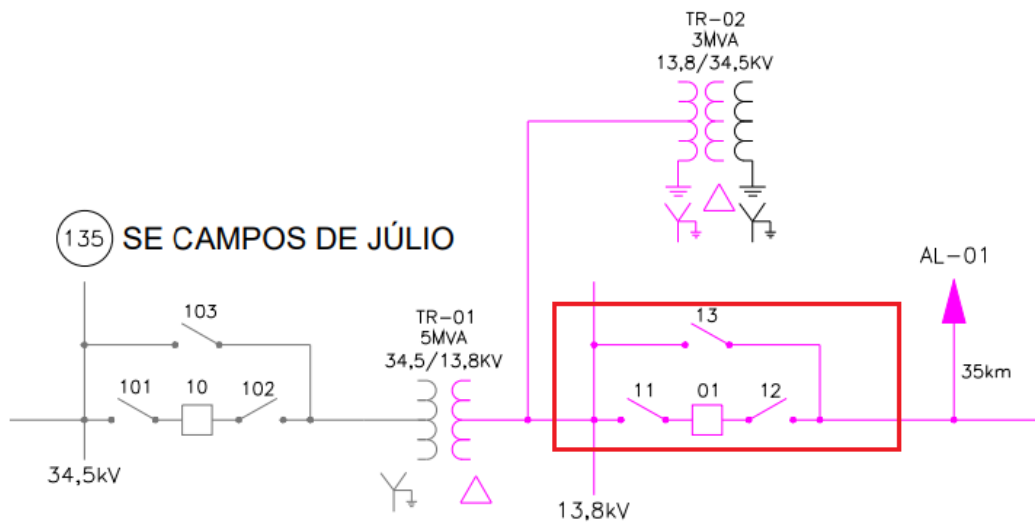 TR-02
3MVA
13,8/34,5KV
135 SE CAMPOS DE JÚLIO
AL-01
103
TR-01
5MVA
34,5/13,8KV
13
101 10 102
11 01 12
35km
34,5kV
13,8kV